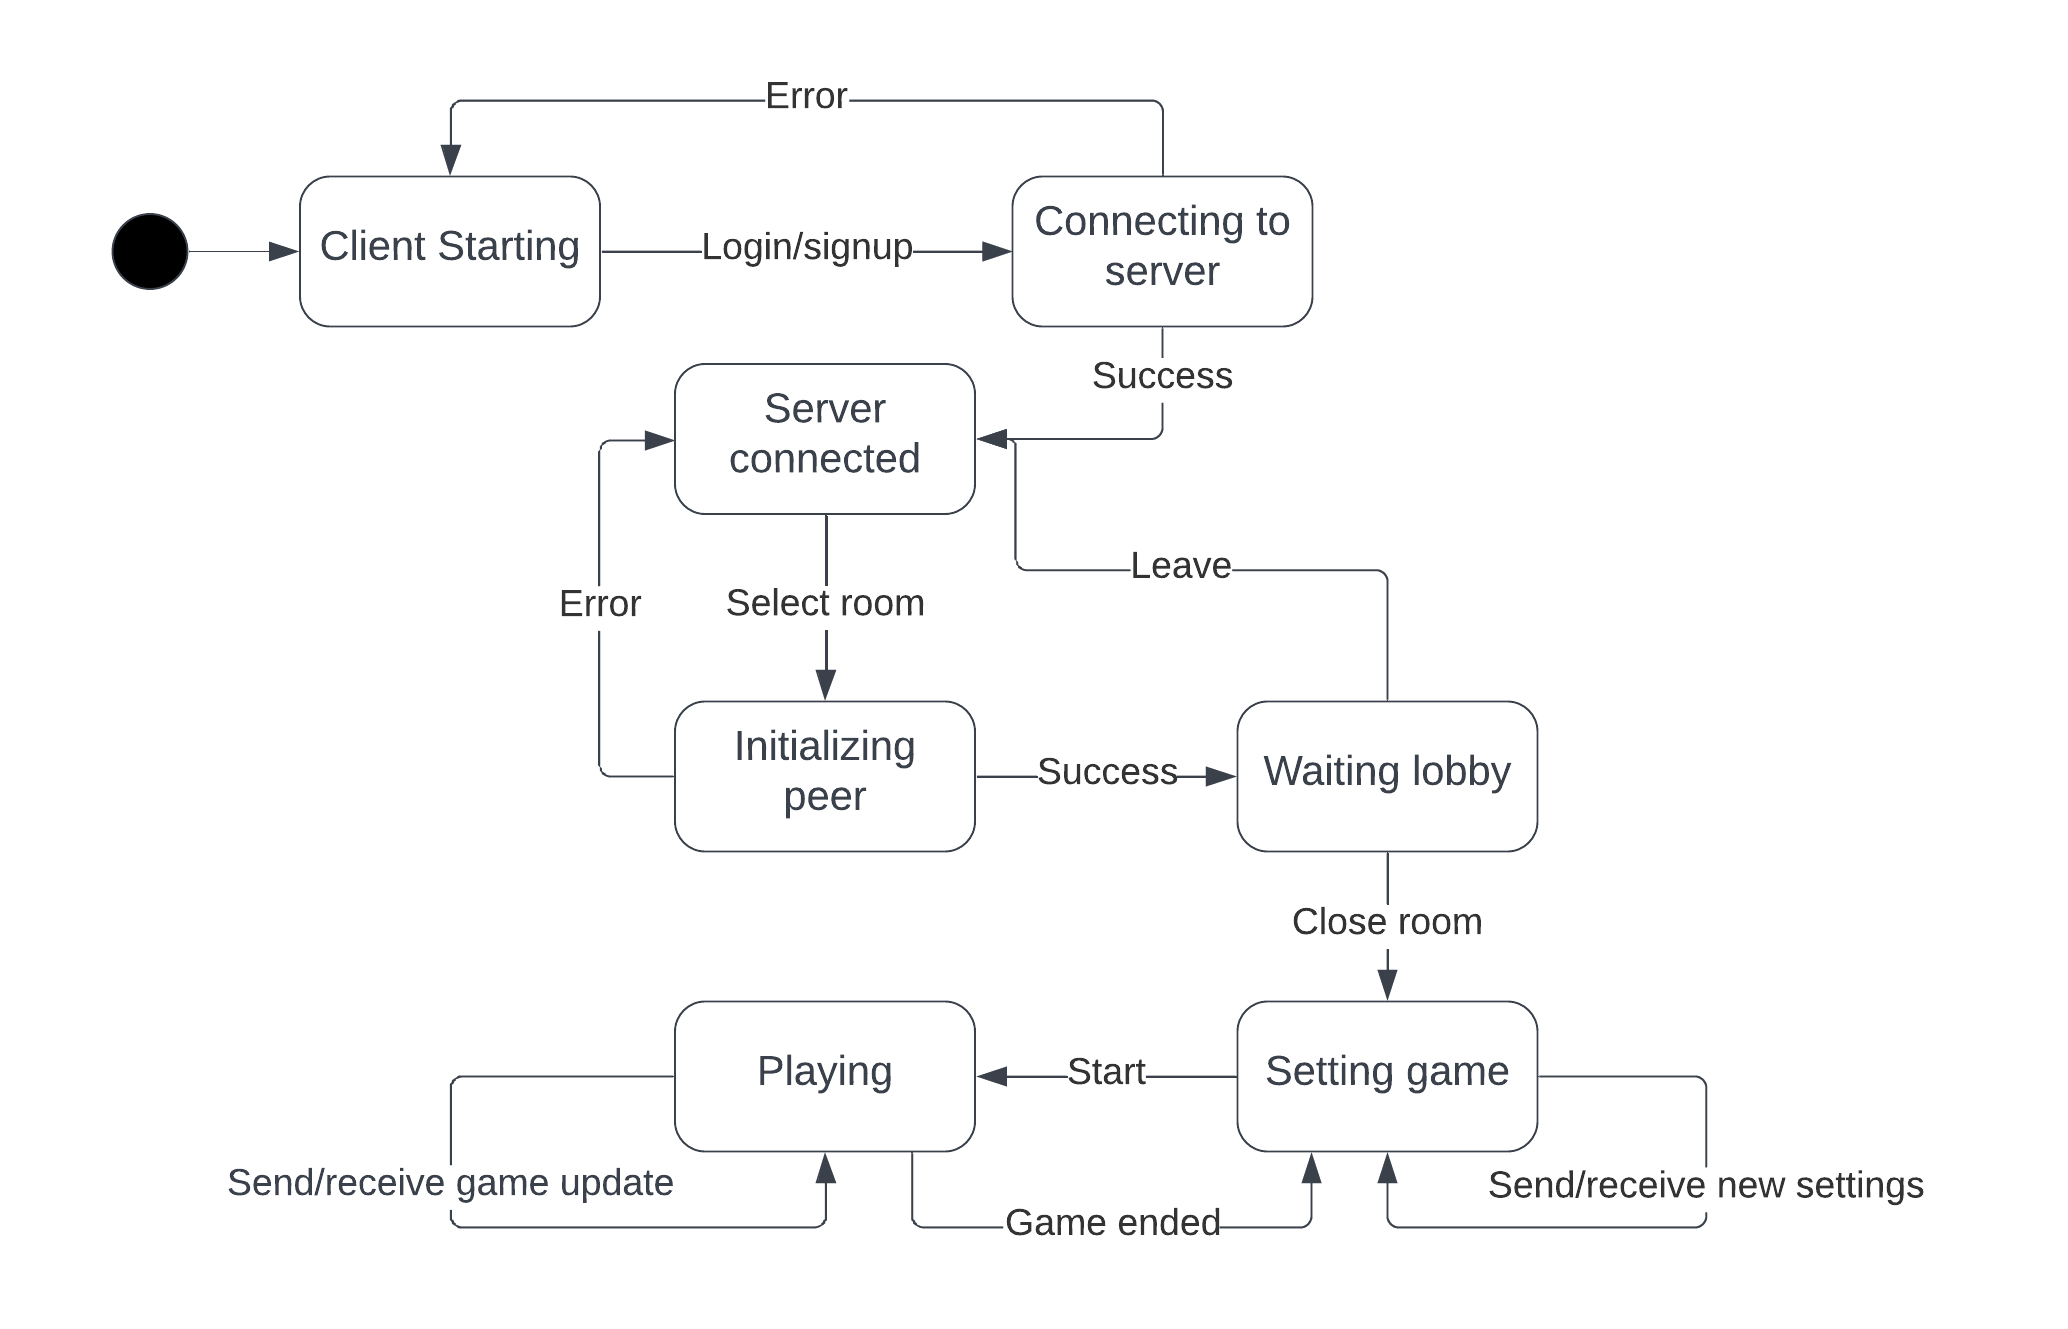 Error
Client Starting
Login/signup
Connecting to
server
Success
Server
connected
Leave
Error
Select room
Initializing
peer
Success
Waiting lobby
Close room
Playing
Start
Setting game
Send/receive game update
Send/receive new settings
Game ended